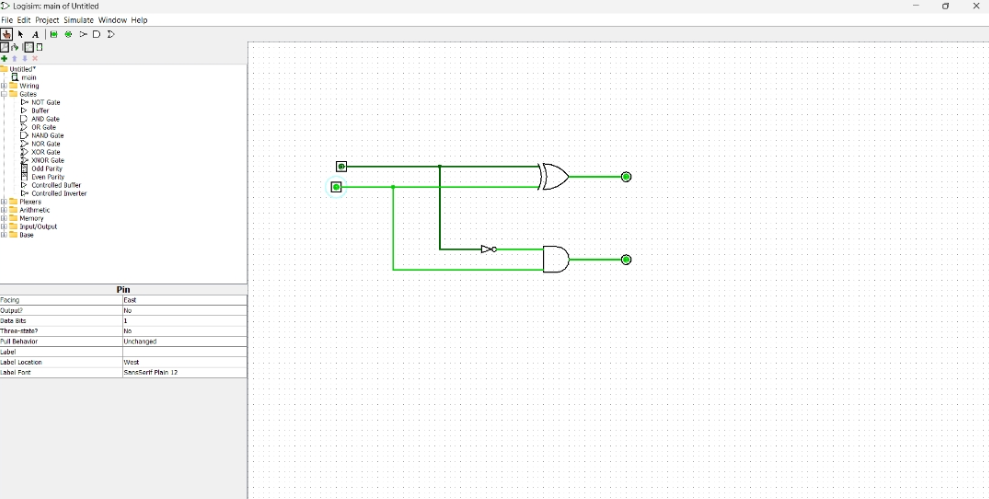 Logisim: main of Untitled
File Edit Project Simulate Window Help
A
Untitled*
main
Wiring
Gates
NOT Gate
Buffer
AND Gate
OR Gate
NAND Gate
NOR Gate
XOR Gate
XNOR Gate
Odd Parity
Even Parity
Controlled Buffer
Controlled Inverter
Plexers
Arithmetic
Memory
Input/Output
Base
Pin
Facing East
Output? No
Data Bits 1
Three-state? No
Pull Behavior Unchanged
Label
Label Location West
Label Font SansSerif Plain 12